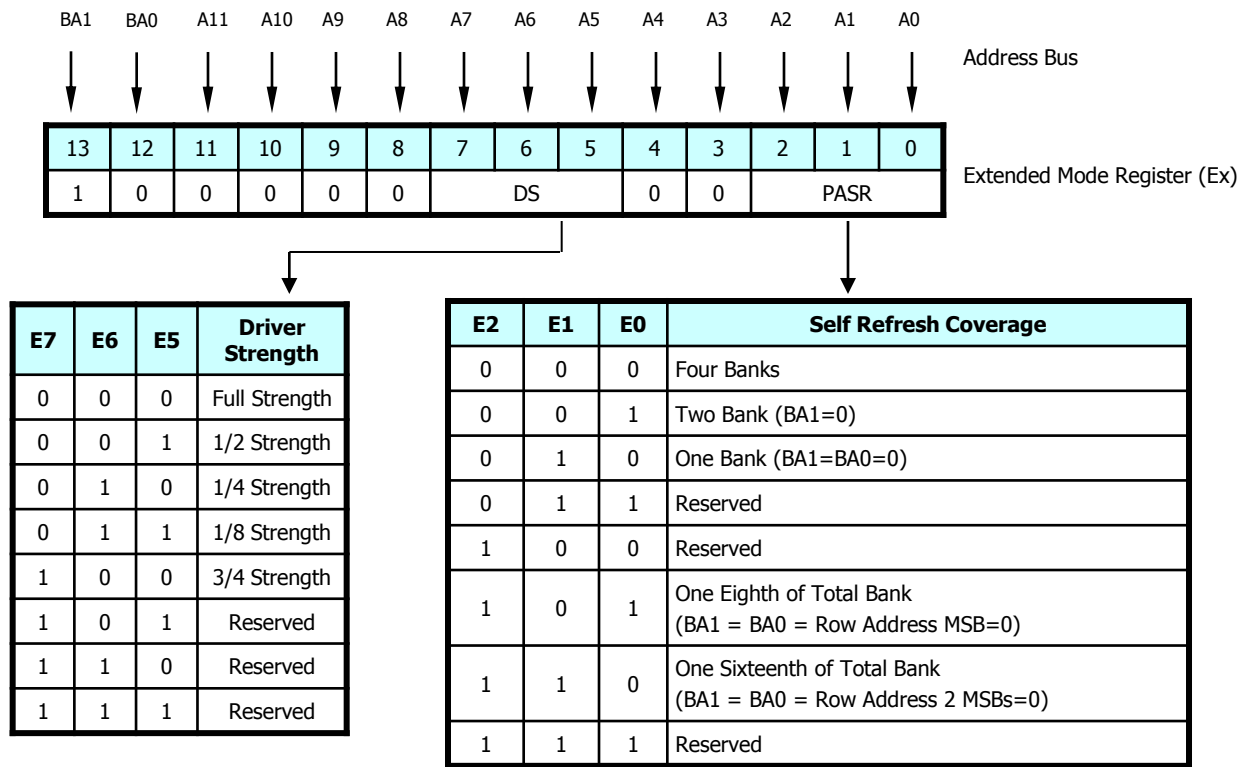 BA1 BA0 A11 A10 A9 A8 A7 A6 A5 A4 A3 A2 A1 A0
Address Bus
13 12 11 10 9 8 7 6 5 4 3 2 1 0
Extended Mode Register (Ex)
1 0 0 0 0 0 DS 0 0 PASR
E7 E6 E5 Driver Strength
0 0 0 Full Strength
0 0 1 1/2 Strength
0 1 0 1/4 Strength
0 1 1 1/8 Strength
1 0 0 3/4 Strength
1 0 1 Reserved
1 1 0 Reserved
1 1 1 Reserved
E2 E1 E0 Self Refresh Coverage
0 0 0 Four Banks
0 0 1 Two Bank (BA1=0)
0 1 0 One Bank (BA1=BA0=0)
0 1 1 Reserved
1 0 0 Reserved
1 0 1 One Eighth of Total Bank
(BA1 = BA0 = Row Address MSB=0)
1 1 0 One Sixteenth of Total Bank
(BA1 = BA0 = Row Address 2 MSBs=0)
1 1 1 Reserved